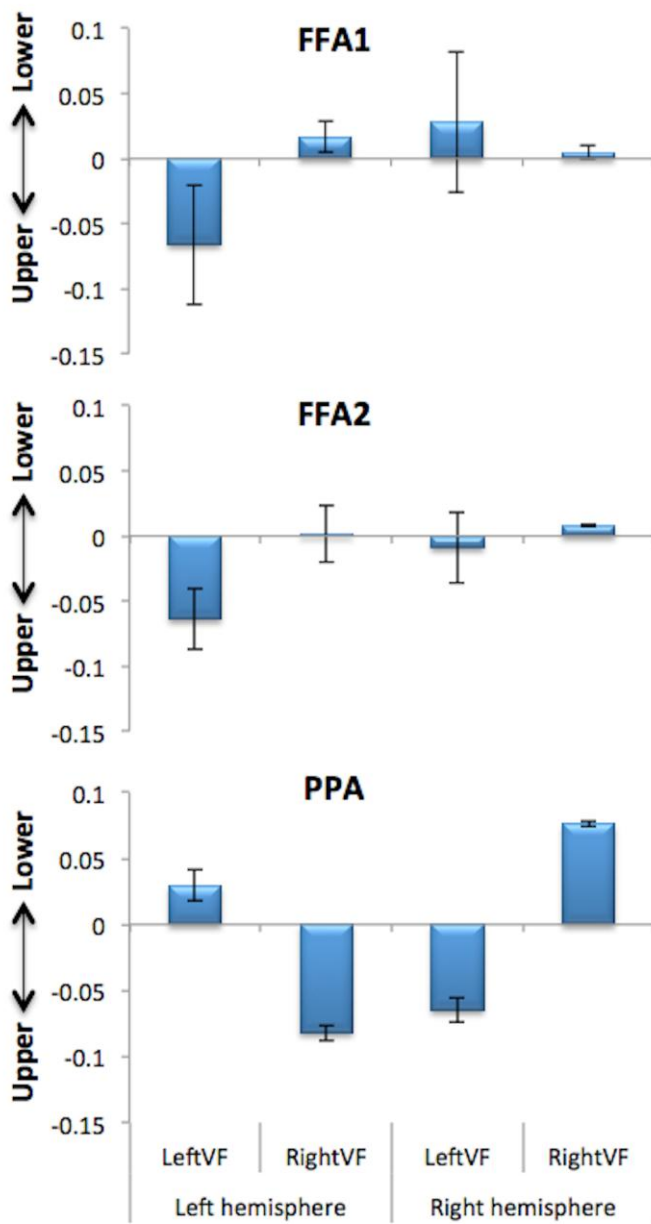 FFA1
Upper ⟷ Lower
0.1
0.05
0
-0.05
-0.1
-0.15
FFA2
Upper ⟷ Lower
0.1
0.05
0
-0.05
-0.1
-0.15
PPA
Upper ⟷ Lower
0.1
0.05
0
-0.05
-0.1
-0.15
LeftVF RightVF LeftVF RightVF
Left hemisphere Right hemisphere